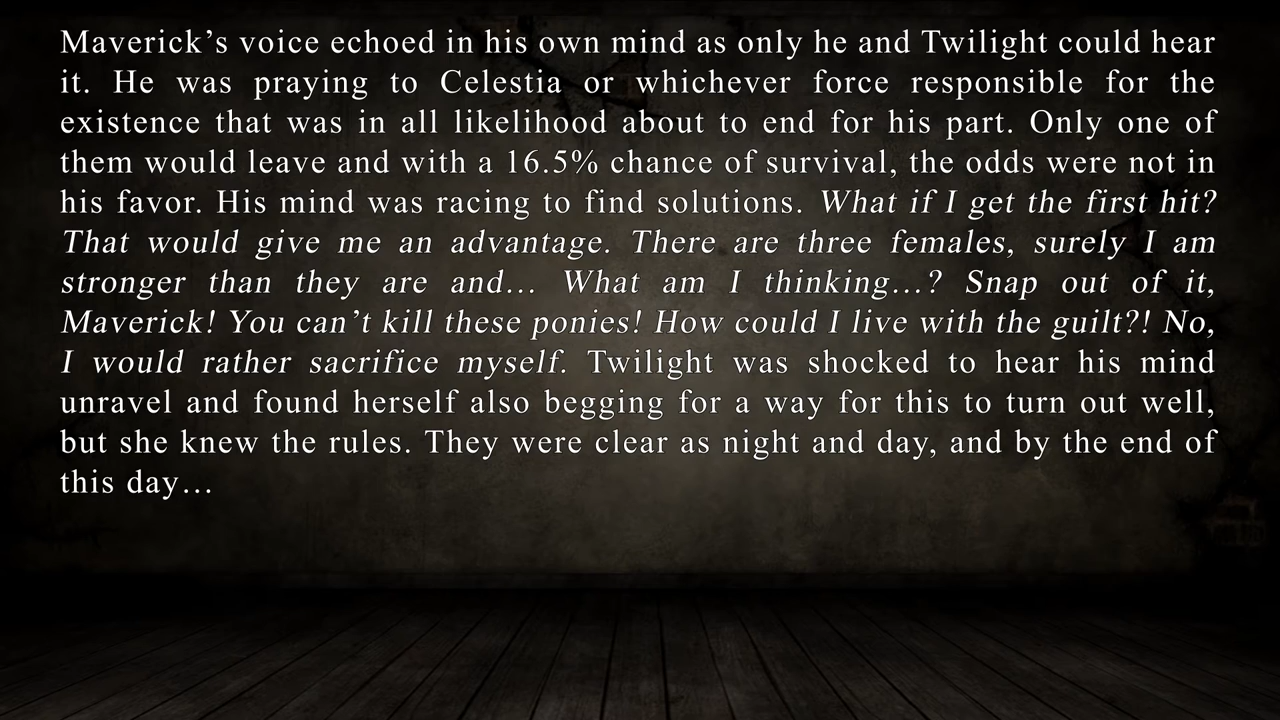 Maverick’s voice echoed in his own mind as only he and Twilight could hear
it. He was praying to Celestia or whichever force responsible for the
existence that was in all likelihood about to end for his part. Only one of
them would leave and with a 16.5% chance of survival, the odds were not in
his favor. His mind was racing to find solutions. What if I get the first hit?
That would give me an advantage. There are three females, surely I am
stronger than they are and… What am I thinking…? Snap out of it,
Maverick! You can’t kill these ponies! How could I live with the guilt?! No,
I would rather sacrifice myself. Twilight was shocked to hear his mind
unravel and found herself also begging for a way for this to turn out well,
but she knew the rules. They were clear as night and day, and by the end of
this day…